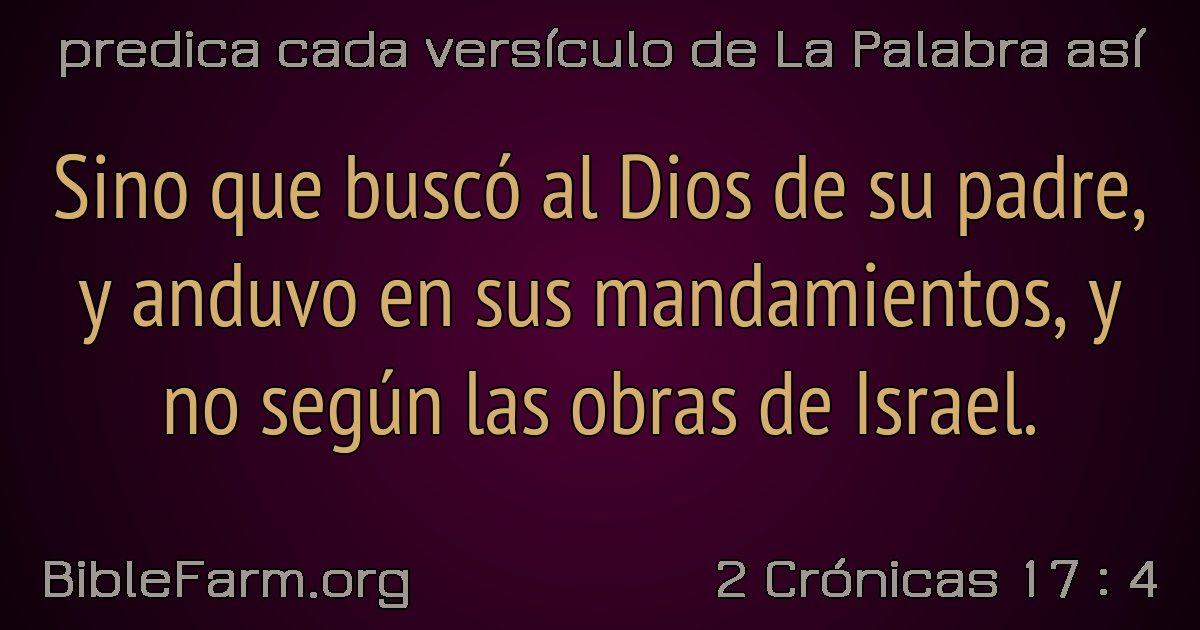 predica cada versículo de La Palabra así
Sino que buscó al Dios de su padre,
y anduvo en sus mandamientos, y
no según las obras de Israel.
BibleFarm.org
2 Crónicas 17 : 4